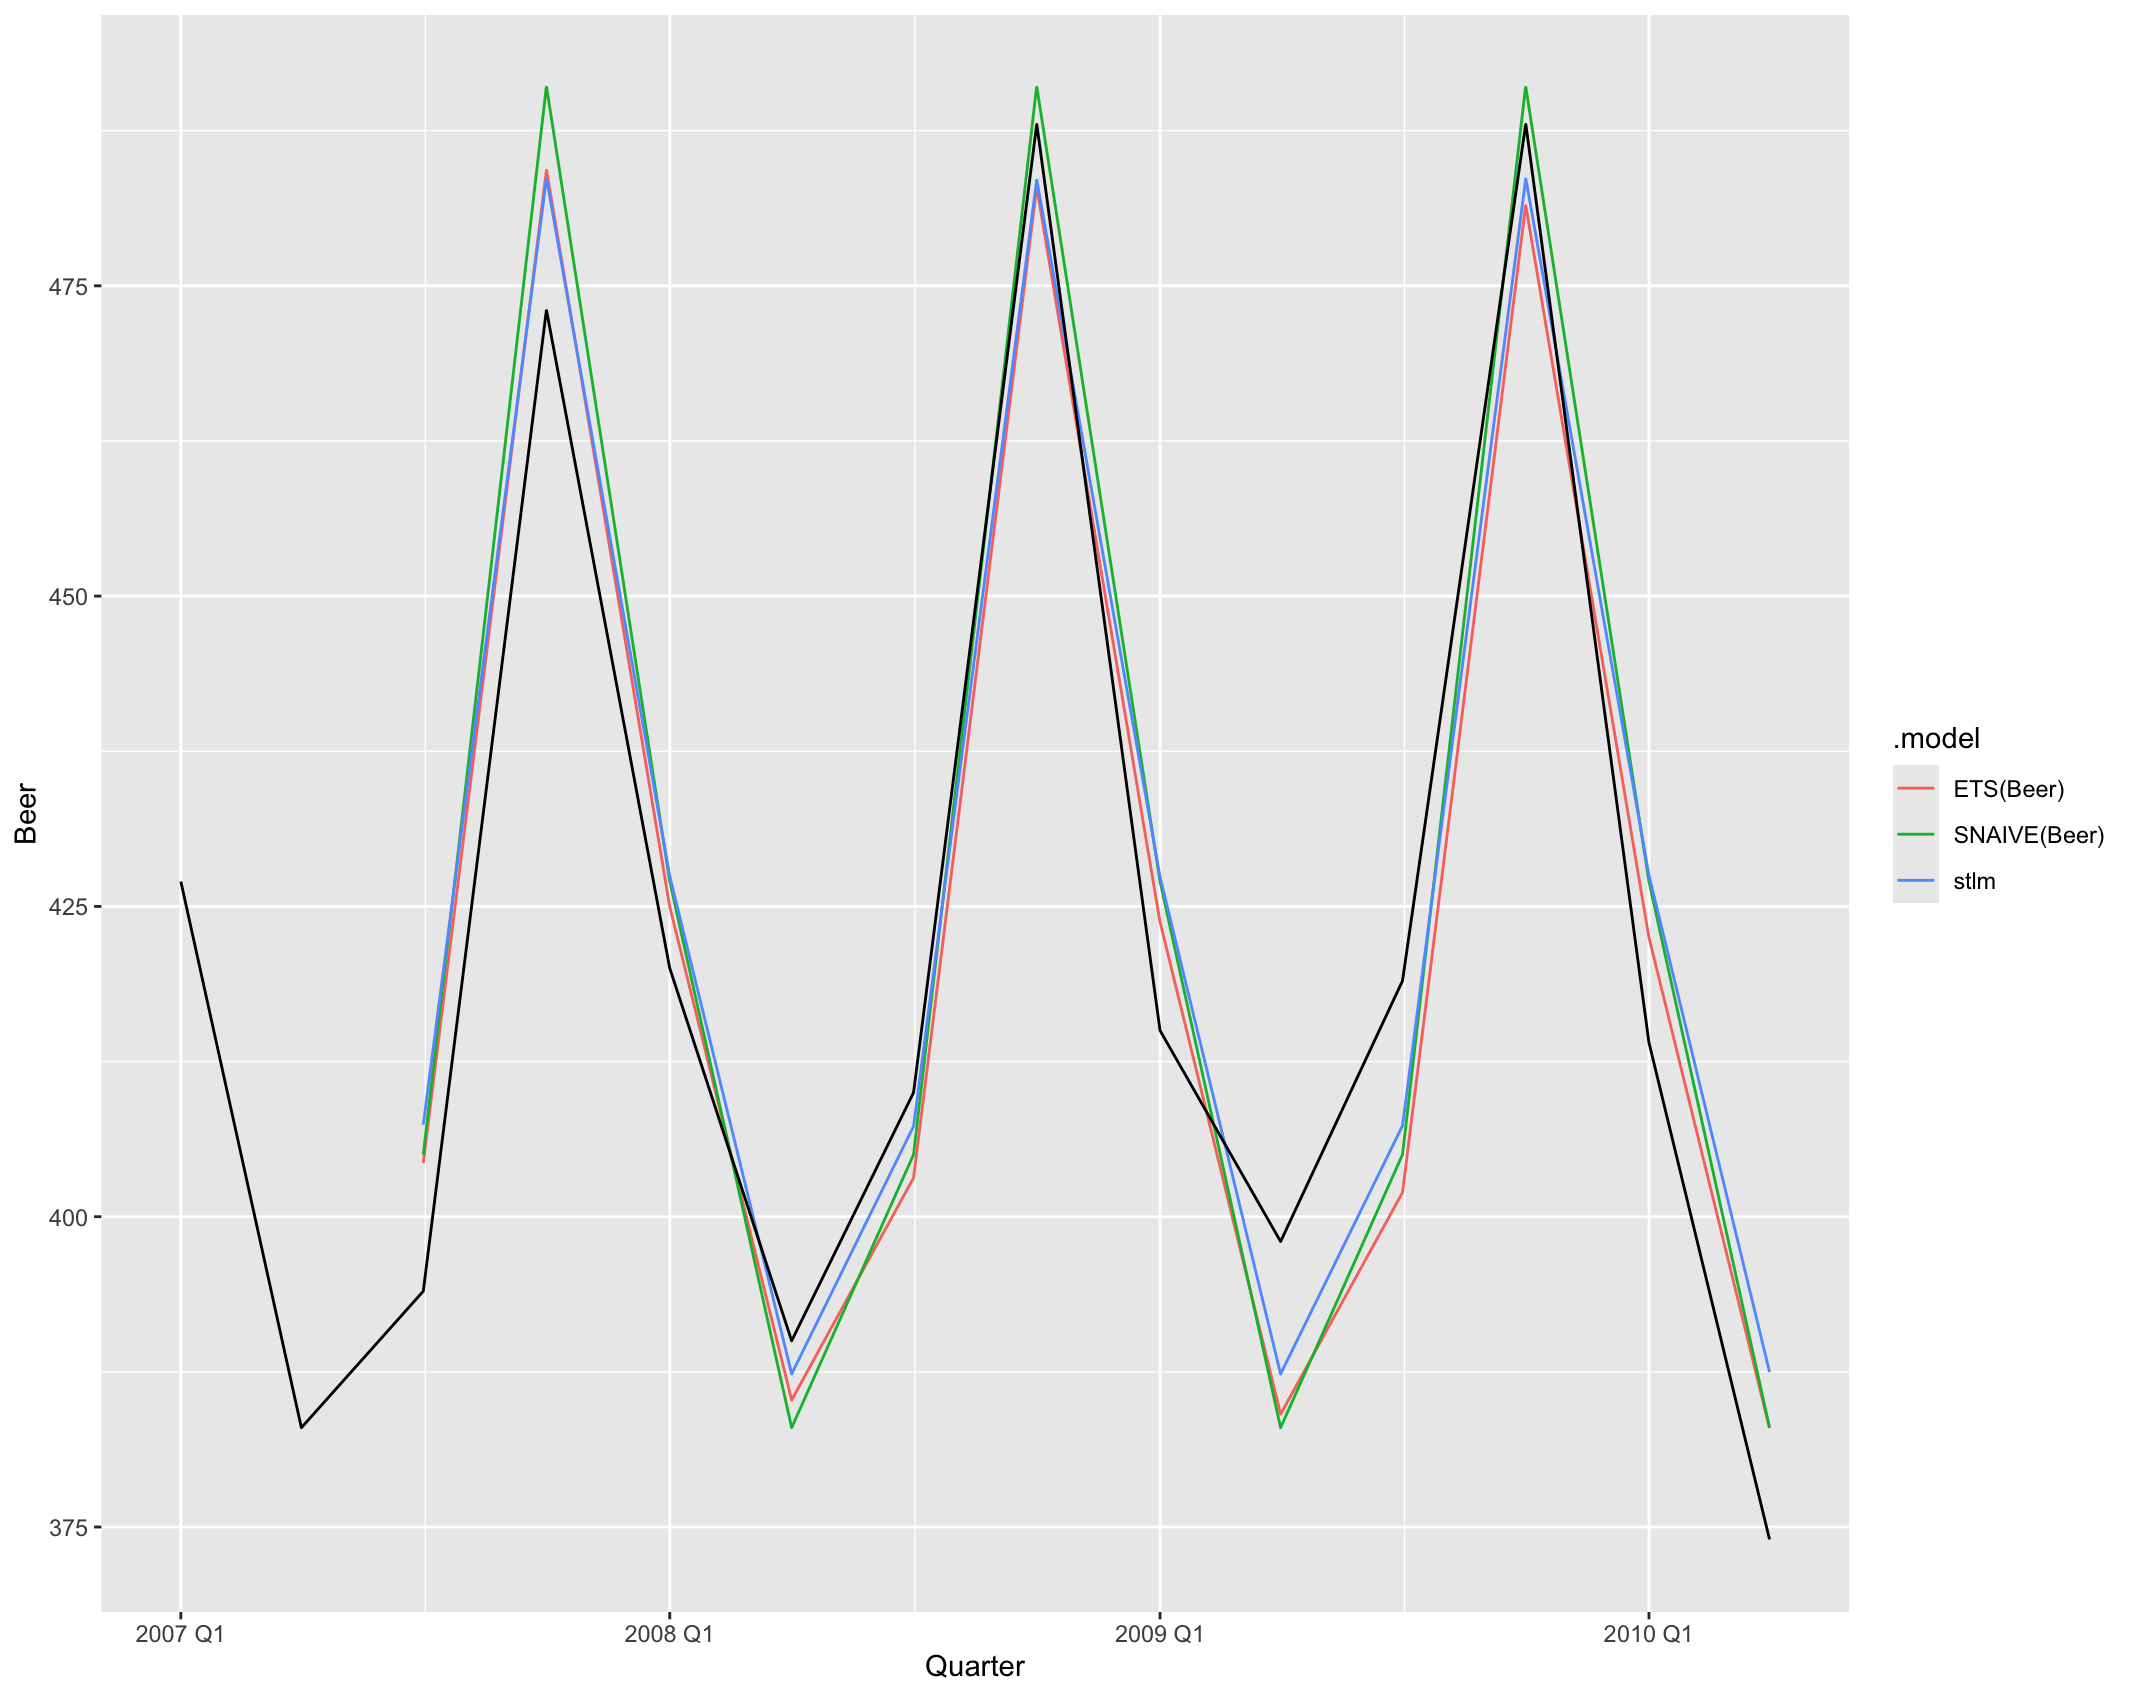 Beer
475
450
425
400
375
2007 Q1
2008 Q1
2009 Q1
2010 Q1
Quarter
.model
ETS(Beer)
SNAIVE(Beer)
stlm